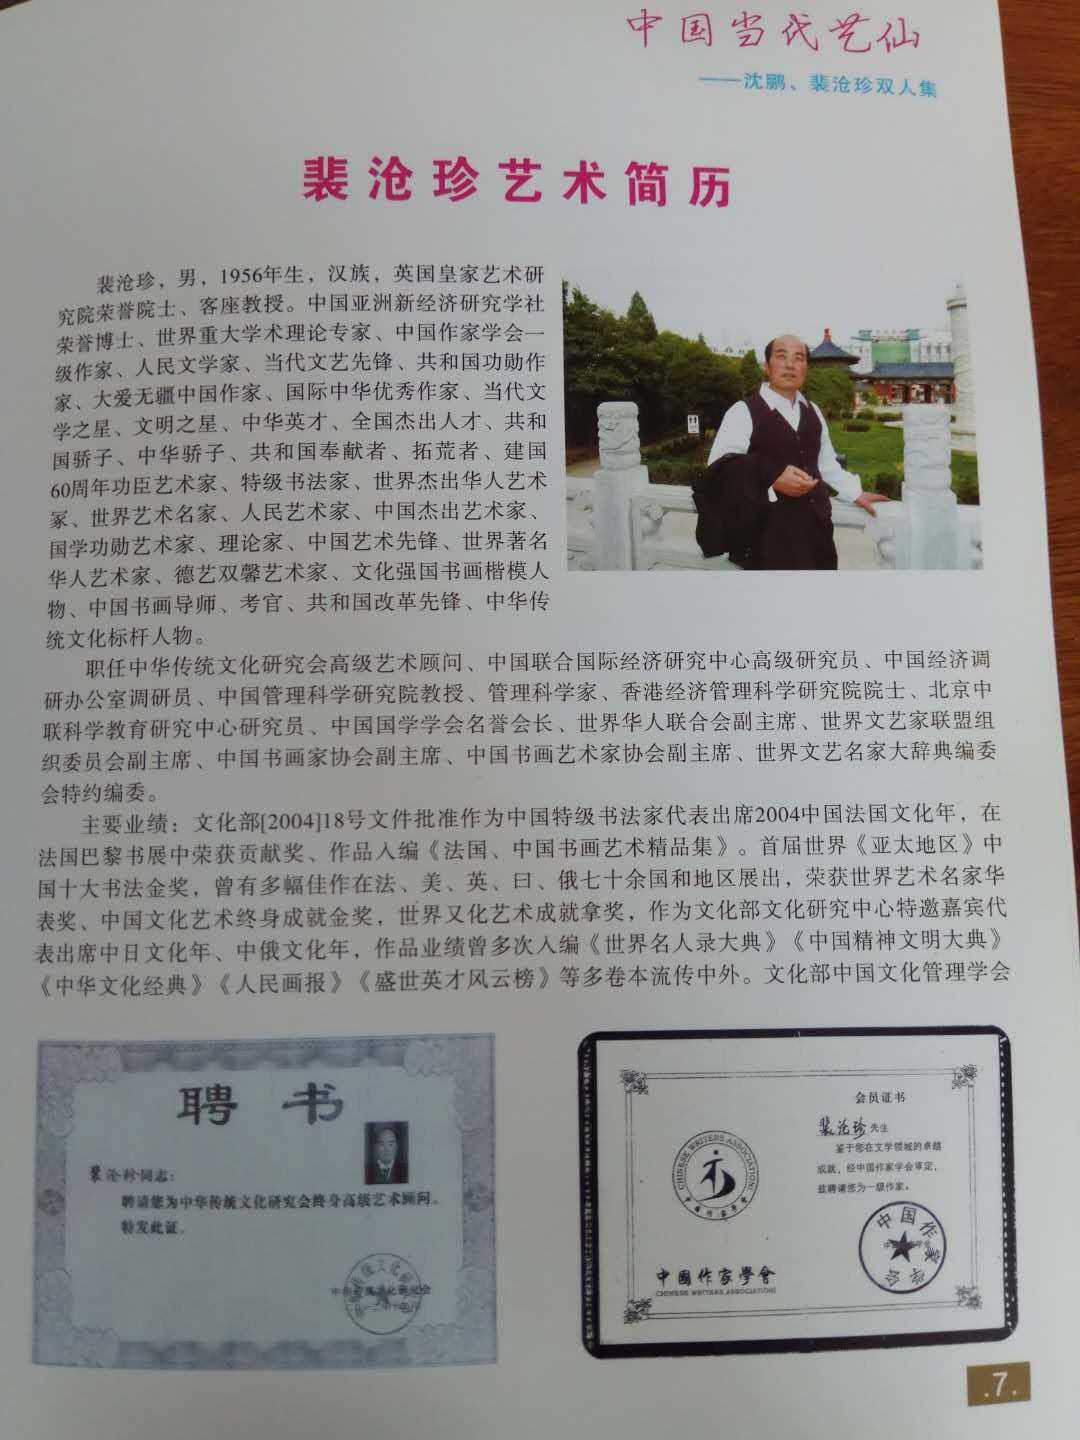 中国当代艺仙
——沈鹏、裴沧珍双人集
裴沧珍艺术简历
裴沧珍，男，1956年生，汉族，英国皇家艺术研
究院荣誉院士、客座教授。中国亚洲新经济研究学社
荣誉博士、世界重大学术理论专家、中国作家学会一
级作家、人民文学家、当代文艺先锋、共和国功勋作
家、大爱无疆中国作家、国际中华优秀作家、当代文
学之星、文明之星、中华英才、全国杰出人才、共和
国骄子、中华骄子、共和国奉献者、拓荒者、建国
60周年功臣艺术家、特级书法家、世界杰出华人艺术
冢、世界艺术名家、人民艺术家、中国杰出艺术家、
国学功勋艺术家、理论家、中国艺术先锋、世界著名
华人艺术家、德艺双馨艺术家、文化强国书画楷模人
物、中国书画导师、考官、共和国改革先锋、中华传
统文化标杆人物。
职任中华传统文化研究会高级艺术顾问、中国联合国际经济研究中心高级研究员、中国经济调
研办公室调研员、中国管理科学研究院教授、管理科学家、香港经济管理科学研究院院士、北京中
联科学教育研究中心研究员、中国国学学会名誉会长、世界华人联合会副主席、世界文艺家联盟组
织委员会副主席、中国书画家协会副主席、中国书画艺术家协会副主席、世界文艺名家大辞典编委
会特约编委。
主要业绩：文化部[2004]18号文件批准作为中国特级书法家代表出席2004中国法国文化年，在
法国巴黎书展中荣获贡献奖、作品入编《法国、中国书画艺术精品集》。首届世界《亚太地区》中
国十大书法金奖，曾有多幅佳作在法、美、英、曰、俄七十余国和地区展出，荣获世界艺术名家华
表奖、中国文化艺术终身成就金奖，世界又化艺术成就拿奖，作为文化部文化研究中心特邀嘉宾代
表出席中日文化年、中俄文化年，作品业绩曾多次入编《世界名人录大典》《中国精神文明大典》
《中华文化经典》《人民画报》《盛世英才风云榜》等多卷本流传中外。文化部中国文化管理学会
聘 书
裴沧珍同志：
聘请您为中华传统文化研究会终身高级艺术顾问。
特发此证。
会员证书
裴沧珍先生
鉴于您在文学领域的卓越
成就，经中国作家学会审定，
兹聘请您为一级作家。
CHINESE WRITERS ASSOCIATIONI
中国作家学会
中国作家学会
中國作家學會
CHINESE WRITERS ASSOCIATIONI
.7.